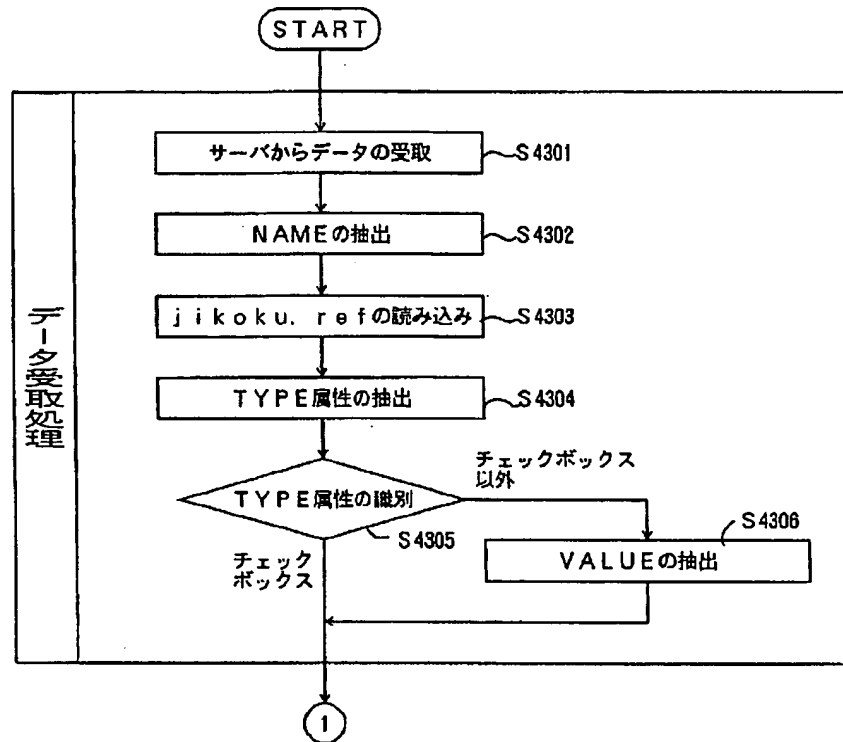 START
サーバからデータの受取
S4301
NAMEの抽出
S4302
jikoku.refの読み込み
S4303
TYPE属性の抽出
S4304
データ受取処理
TYPE属性の識別
S4305
チェックボックス
以外
S4306
VALUEの抽出
チェック
ボックス
1